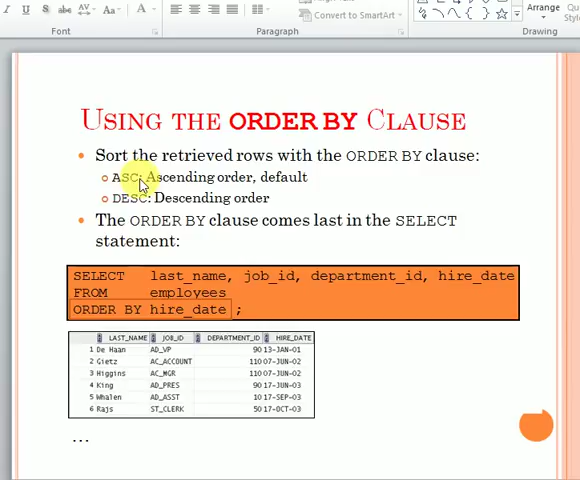 Font
Paragraph
Drawing
Convert to SmartArt
Arrange
USING THE ORDER BY CLAUSE
Sort the retrieved rows with the ORDER BY clause:
ASC: Ascending order, default
DESC: Descending order
The ORDER BY clause comes last in the SELECT
statement:
SELECT last_name, job_id, department_id, hire_date
FROM employees
ORDER BY hire_date ;
LAST_NAME JOB_ID DEPARTMENT_ID HIRE_DATE
1 De Haan AD_VP 90 13-JAN-01
2 Gietz AC_ACCOUNT 110 07-JUN-02
3 Higgins AC_MGR 110 07-JUN-02
4 King AD_PRES 90 17-JUN-03
5 Whalen AD_ASST 10 17-SEP-03
6 Rajs ST_CLERK 50 17-OCT-03
…